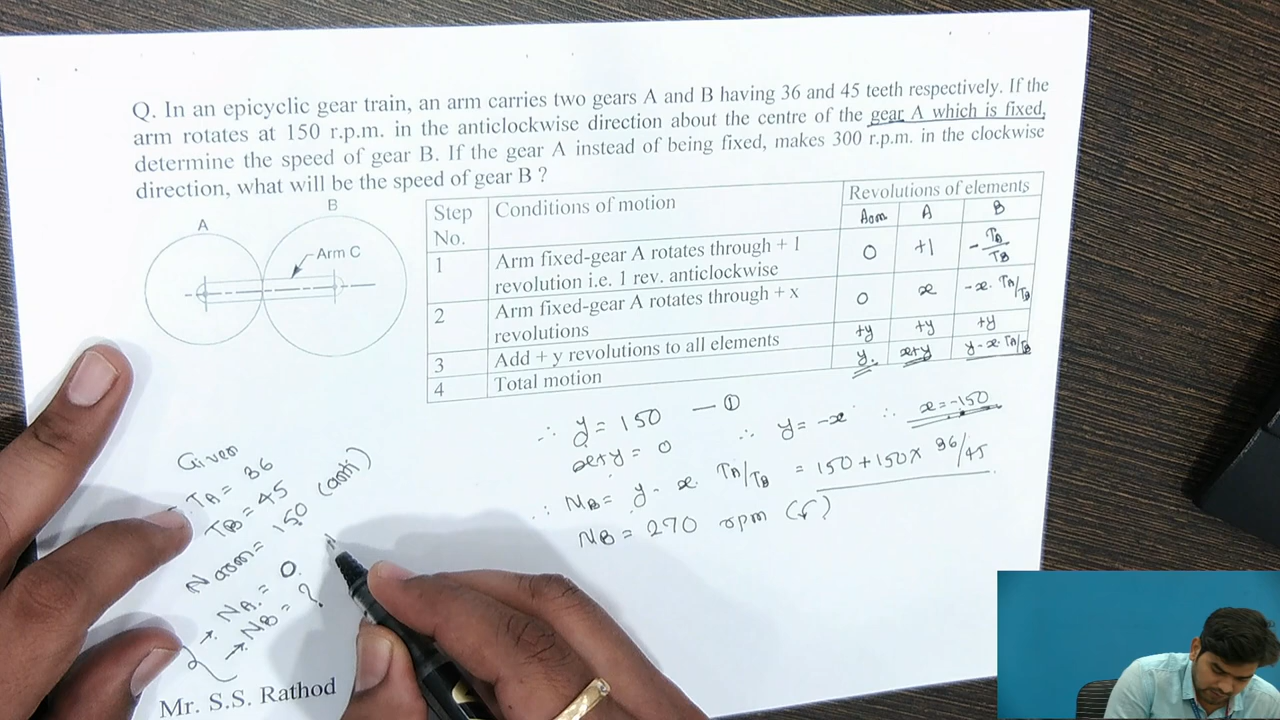 Q. In an epicyclic gear train, an arm carries two gears A and B having 36 and 45 teeth respectively. If the
arm rotates at 150 r.p.m. in the anticlockwise direction about the centre of the gear A which is fixed,
determine the speed of gear B. If the gear A instead of being fixed, makes 300 r.p.m. in the clockwise
direction, what will be the speed of gear B ?
A
B
Arm C
Step No.
Conditions of motion
Revolutions of elements
Arm A B
1 Arm fixed-gear A rotates through + 1 revolution i.e. 1 rev. anticlockwise 0 +1 - TA/TB
2 Arm fixed-gear A rotates through + x revolutions 0 x -x. TA/TB
3 Add + y revolutions to all elements +y +y +y
4 Total motion y. x+y y-x.TA/TB
∴ y = 150 — ①
x+y = 0 ∴ y = -x ∴ x = -150
∴ NB = y - x. TA/TB = 150 + 150 x 36/45
NB = 270 rpm
Given
TA = 36
TB = 45
Narm = 150 (anti)
→ NA. = 0
→ NB = ?
Mr. S.S. Rathod